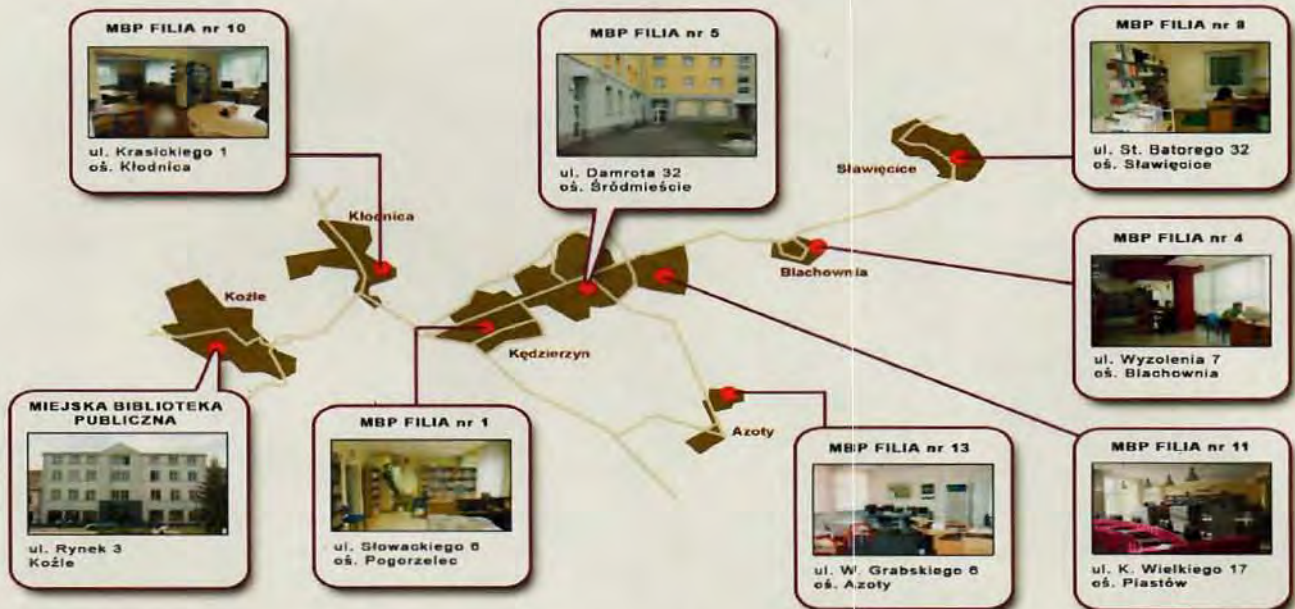 MBP FILIA nr 10
ul. Krasickiego 1
oś. Kłodnica
MBP FILIA nr 5
ul. Damrota 32
oś. Śródmieście
MBP FILIA nr 8
ul. St. Batorego 32
oś. Sławięcice
Sławięcice
Kłodnica
Blachownia
Koźle
Kędzierzyn
Azoty
MBP FILIA nr 4
ul. Wyzolenia 7
oś. Blachownia
MIEJSKA BIBLIOTEKA
PUBLICZNA
ul. Rynek 3
Koźle
MBP FILIA nr 1
ul. Słowackiego 6
oś. Pogorzelec
MBP FILIA nr 13
ul. W. Grabskiego 6
oś. Azoty
MBP FILIA nr 11
ul. K. Wielkiego 17
oś. Piastów